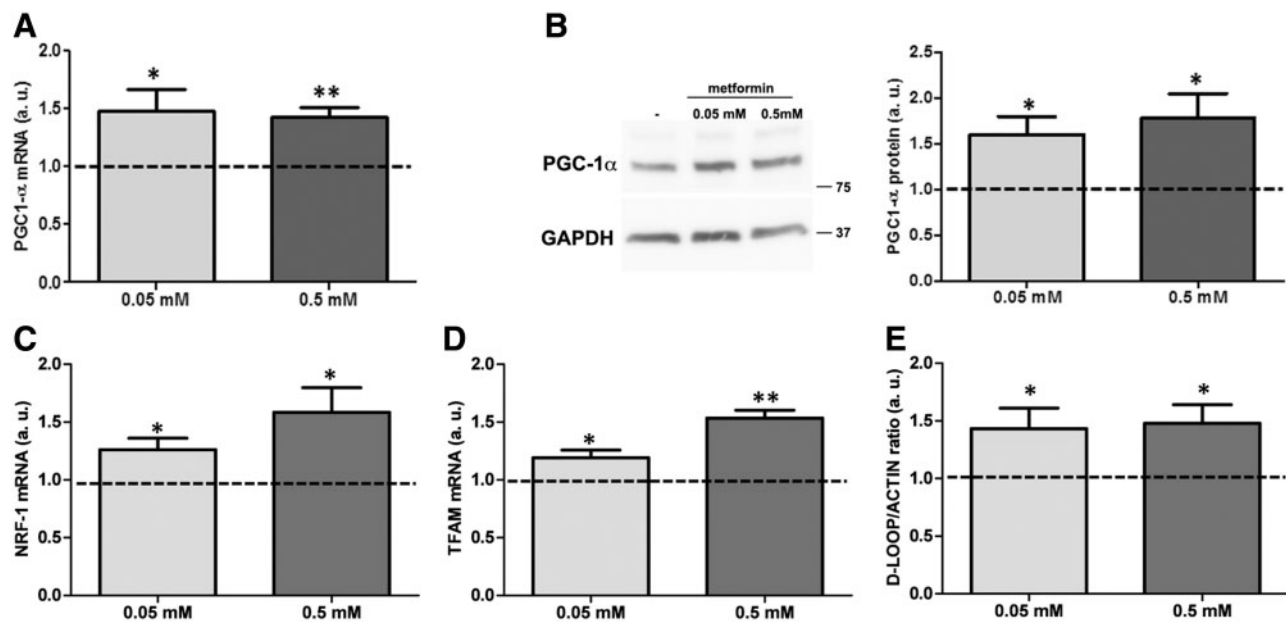 A
PGC1-α mRNA (a. u.)
2.0
1.5
1.0
0.5
0.0
*
**
0.05 mM
0.5 mM
B
metformin
-
0.05 mM
0.5mM
PGC-1α
75
GAPDH
37
PGC1-α protein (a. u.)
2.5
2.0
1.5
1.0
0.5
0.0
*
*
0.05 mM
0.5 mM
C
NRF-1 mRNA (a. u.)
2.0
1.5
1.0
0.5
0.0
*
*
0.05 mM
0.5 mM
D
TFAM mRNA (a. u.)
2.0
1.5
1.0
0.5
0.0
*
**
0.05 mM
0.5 mM
E
D-LOOP/ACTIN ratio (a. u.)
2.0
1.5
1.0
0.5
0.0
*
*
0.05 mM
0.5 mM